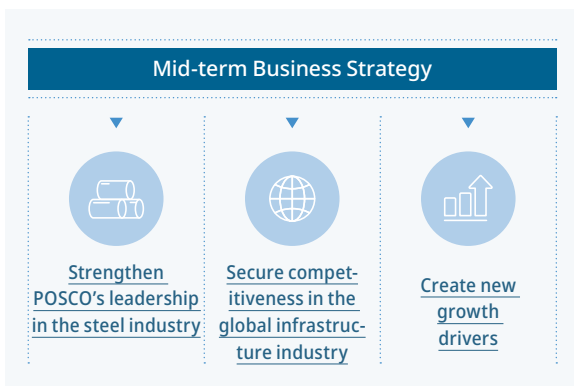 Mid-term Business Strategy
Strengthen
POSCO's leadership
in the steel industry
Secure compet-
itiveness in the
global infrastruc-
ture industry
Create new
growth
drivers